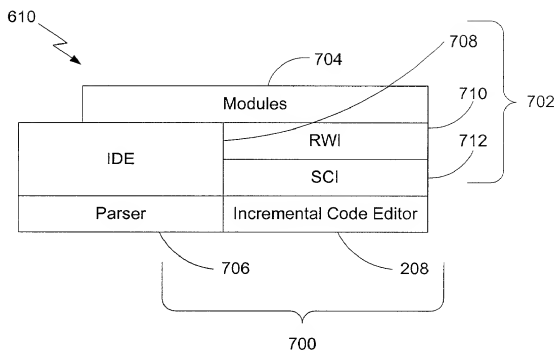 610
704
708
Modules
710
702
IDE
RWI
712
SCI
Parser
Incremental Code Editor
706
208
700